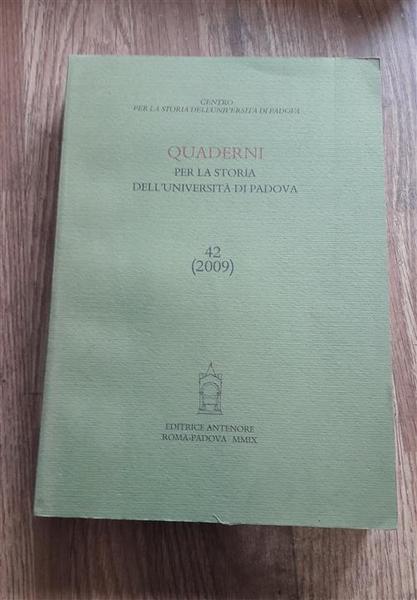 CENTRO
PER LA STORIA DELL'UNIVERSITÀ DI PADOVA
QUADERNI
PER LA STORIA
DELL'UNIVERSITÀ DI PADOVA
42
(2009)
EDITRICE ANTENORE
ROMA-PADOVA MMIX